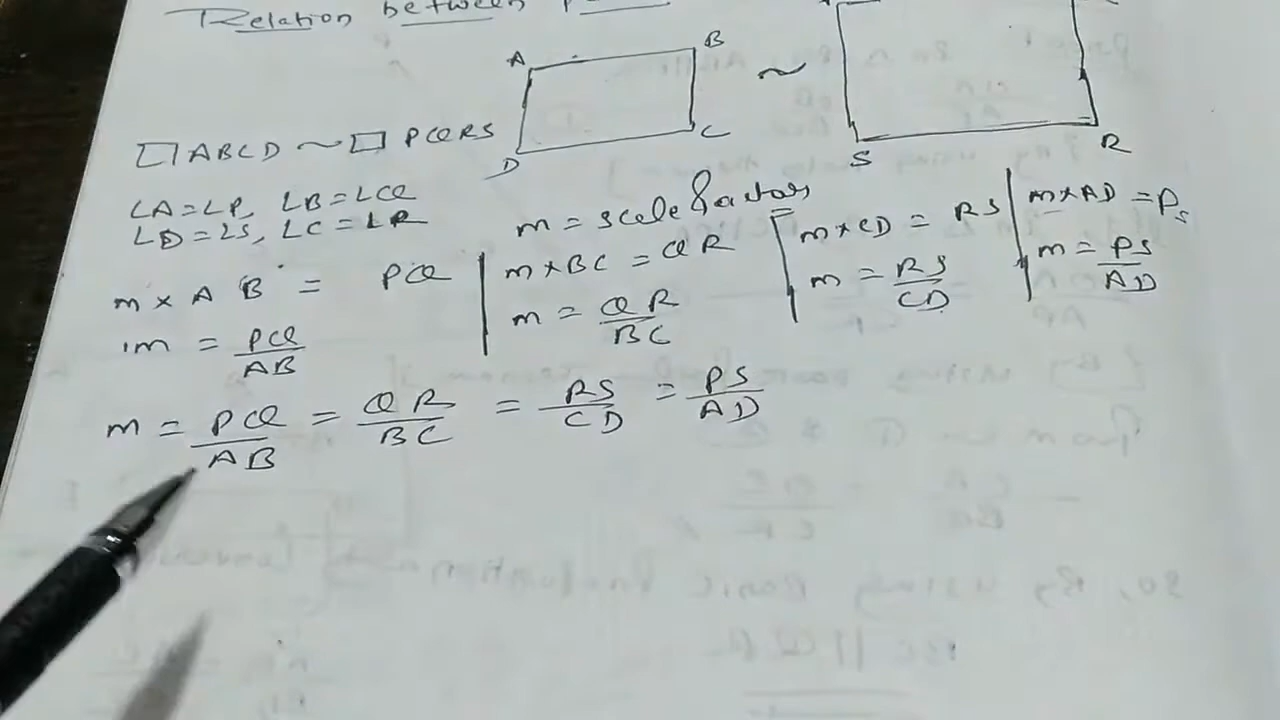 Relation between
A B
~
□ ABCD ~ □ PQRS
D C
S R
∠A=∠P, ∠B=∠Q
∠D=∠S, ∠C=∠R
m = scale factor
m × AB = PQ
m = PQ/AB
m × BC = QR
m = QR/BC
m × CD = RS
m = RS/CD
m × AD = PS
m = PS/AD
m = PQ/AB = QR/BC = RS/CD = PS/AD